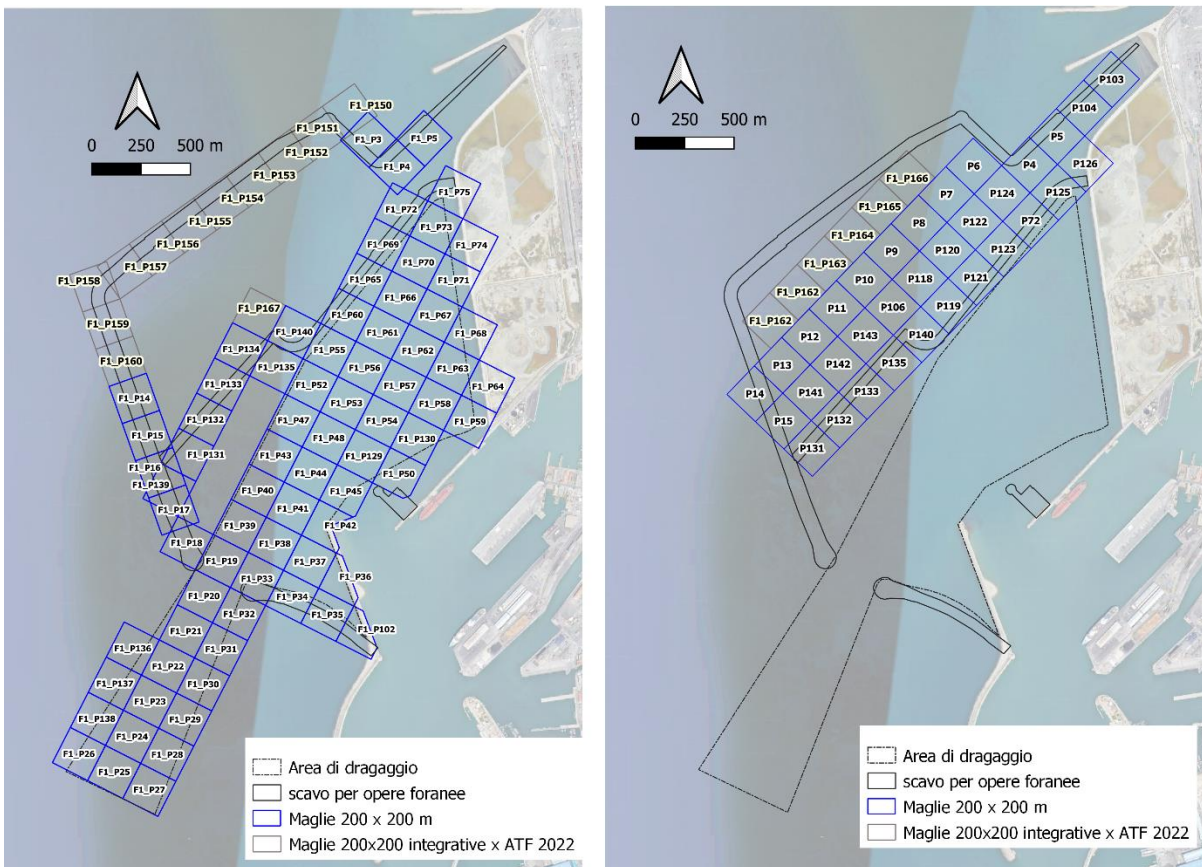 F1_P150
F1_P151
F1_P3
F1_P5
F1_P152
F1_P4
0 250 500 m
F1_P153
F1_P75
F1_P154
F1_P72
F1_P155
F1_P73
F1_P156
F1_P69
F1_P74
F1_P157
F1_P70
F1_P158
F1_P65
F1_P71
F1_P66
F1_P167
F1_P60
F1_P67
F1_P159
F1_P140
F1_P61
F1_P68
F1_P134
F1_P55
F1_P62
F1_P160
F1_P135
F1_P56
F1_P63
F1_P133
F1_P52
F1_P57
F1_P64
F1_P14
F1_P53
F1_P58
F1_P132
F1_P47
F1_P54
F1_P59
F1_P15
F1_P48
F1_P130
F1_P131
F1_P43
F1_P129
F1_P16
F1_P44
F1_P50
F1_P139
F1_P40
F1_P45
F1_P17
F1_P41
F1_P39
F1_P42
F1_P18
F1_P38
F1_P19
F1_P37
F1_P33
F1_P36
F1_P20
F1_P34
F1_P32
F1_P35
F1_P21
F1_P102
F1_P136
F1_P31
F1_P22
F1_P137
F1_P30
F1_P23
F1_P138
F1_P29
F1_P24
F1_P26
F1_P28
F1_P25
F1_P27
Area di dragaggio
scavo per opere foranee
Maglie 200 x 200 m
Maglie 200x200 integrative x ATF 2022
P103
P104
0 250 500 m
P5
P6
P4
P126
F1_P166
P7
P124
P125
F1_P165
P8
P122
P72
F1_P164
P9
P120
P123
F1_P163
P10
P118
P121
F1_P162
P11
P106
P119
F1_P162
P12
P143
P140
P13
P142
P135
P14
P141
P133
P15
P132
P131
Area di dragaggio
scavo per opere foranee
Maglie 200 x 200 m
Maglie 200x200 integrative x ATF 2022